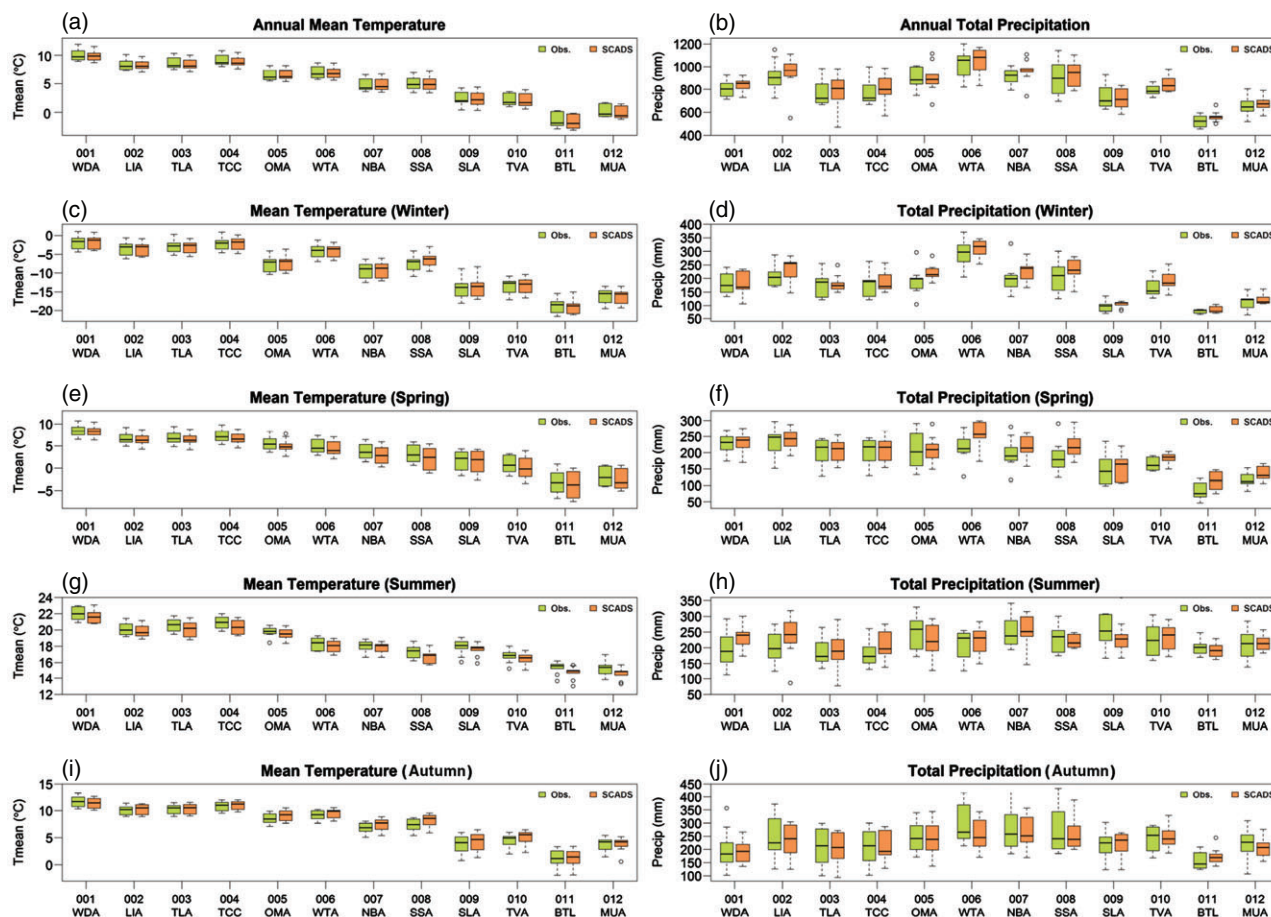 (a) Annual Mean Temperature
Tmean (°C)
10
5
0
Obs. SCADS
001 002 003 004 005 006 007 008 009 010 011 012
WDA LIA TLA TCC OMA WTA NBA SSA SLA TVA BTL MUA
(b) Annual Total Precipitation
Precip (mm)
1200
1000
800
600
400
Obs. SCADS
001 002 003 004 005 006 007 008 009 010 011 012
WDA LIA TLA TCC OMA WTA NBA SSA SLA TVA BTL MUA
(c) Mean Temperature (Winter)
Tmean (°C)
0
−5
−10
−15
−20
Obs. SCADS
001 002 003 004 005 006 007 008 009 010 011 012
WDA LIA TLA TCC OMA WTA NBA SSA SLA TVA BTL MUA
(d) Total Precipitation (Winter)
Precip (mm)
400
350
300
250
200
150
100
50
Obs. SCADS
001 002 003 004 005 006 007 008 009 010 011 012
WDA LIA TLA TCC OMA WTA NBA SSA SLA TVA BTL MUA
(e) Mean Temperature (Spring)
Tmean (°C)
10
5
0
−5
Obs. SCADS
001 002 003 004 005 006 007 008 009 010 011 012
WDA LIA TLA TCC OMA WTA NBA SSA SLA TVA BTL MUA
(f) Total Precipitation (Spring)
Precip (mm)
300
250
200
150
100
50
Obs. SCADS
001 002 003 004 005 006 007 008 009 010 011 012
WDA LIA TLA TCC OMA WTA NBA SSA SLA TVA BTL MUA
(g) Mean Temperature (Summer)
Tmean (°C)
24
22
20
18
16
14
12
Obs. SCADS
001 002 003 004 005 006 007 008 009 010 011 012
WDA LIA TLA TCC OMA WTA NBA SSA SLA TVA BTL MUA
(h) Total Precipitation (Summer)
Precip (mm)
350
300
250
200
150
100
50
Obs. SCADS
001 002 003 004 005 006 007 008 009 010 011 012
WDA LIA TLA TCC OMA WTA NBA SSA SLA TVA BTL MUA
(i) Mean Temperature (Autumn)
Tmean (°C)
15
10
5
0
Obs. SCADS
001 002 003 004 005 006 007 008 009 010 011 012
WDA LIA TLA TCC OMA WTA NBA SSA SLA TVA BTL MUA
(j) Total Precipitation (Autumn)
Precip (mm)
450
400
350
300
250
200
150
100
Obs. SCADS
001 002 003 004 005 006 007 008 009 010 011 012
WDA LIA TLA TCC OMA WTA NBA SSA SLA TVA BTL MUA